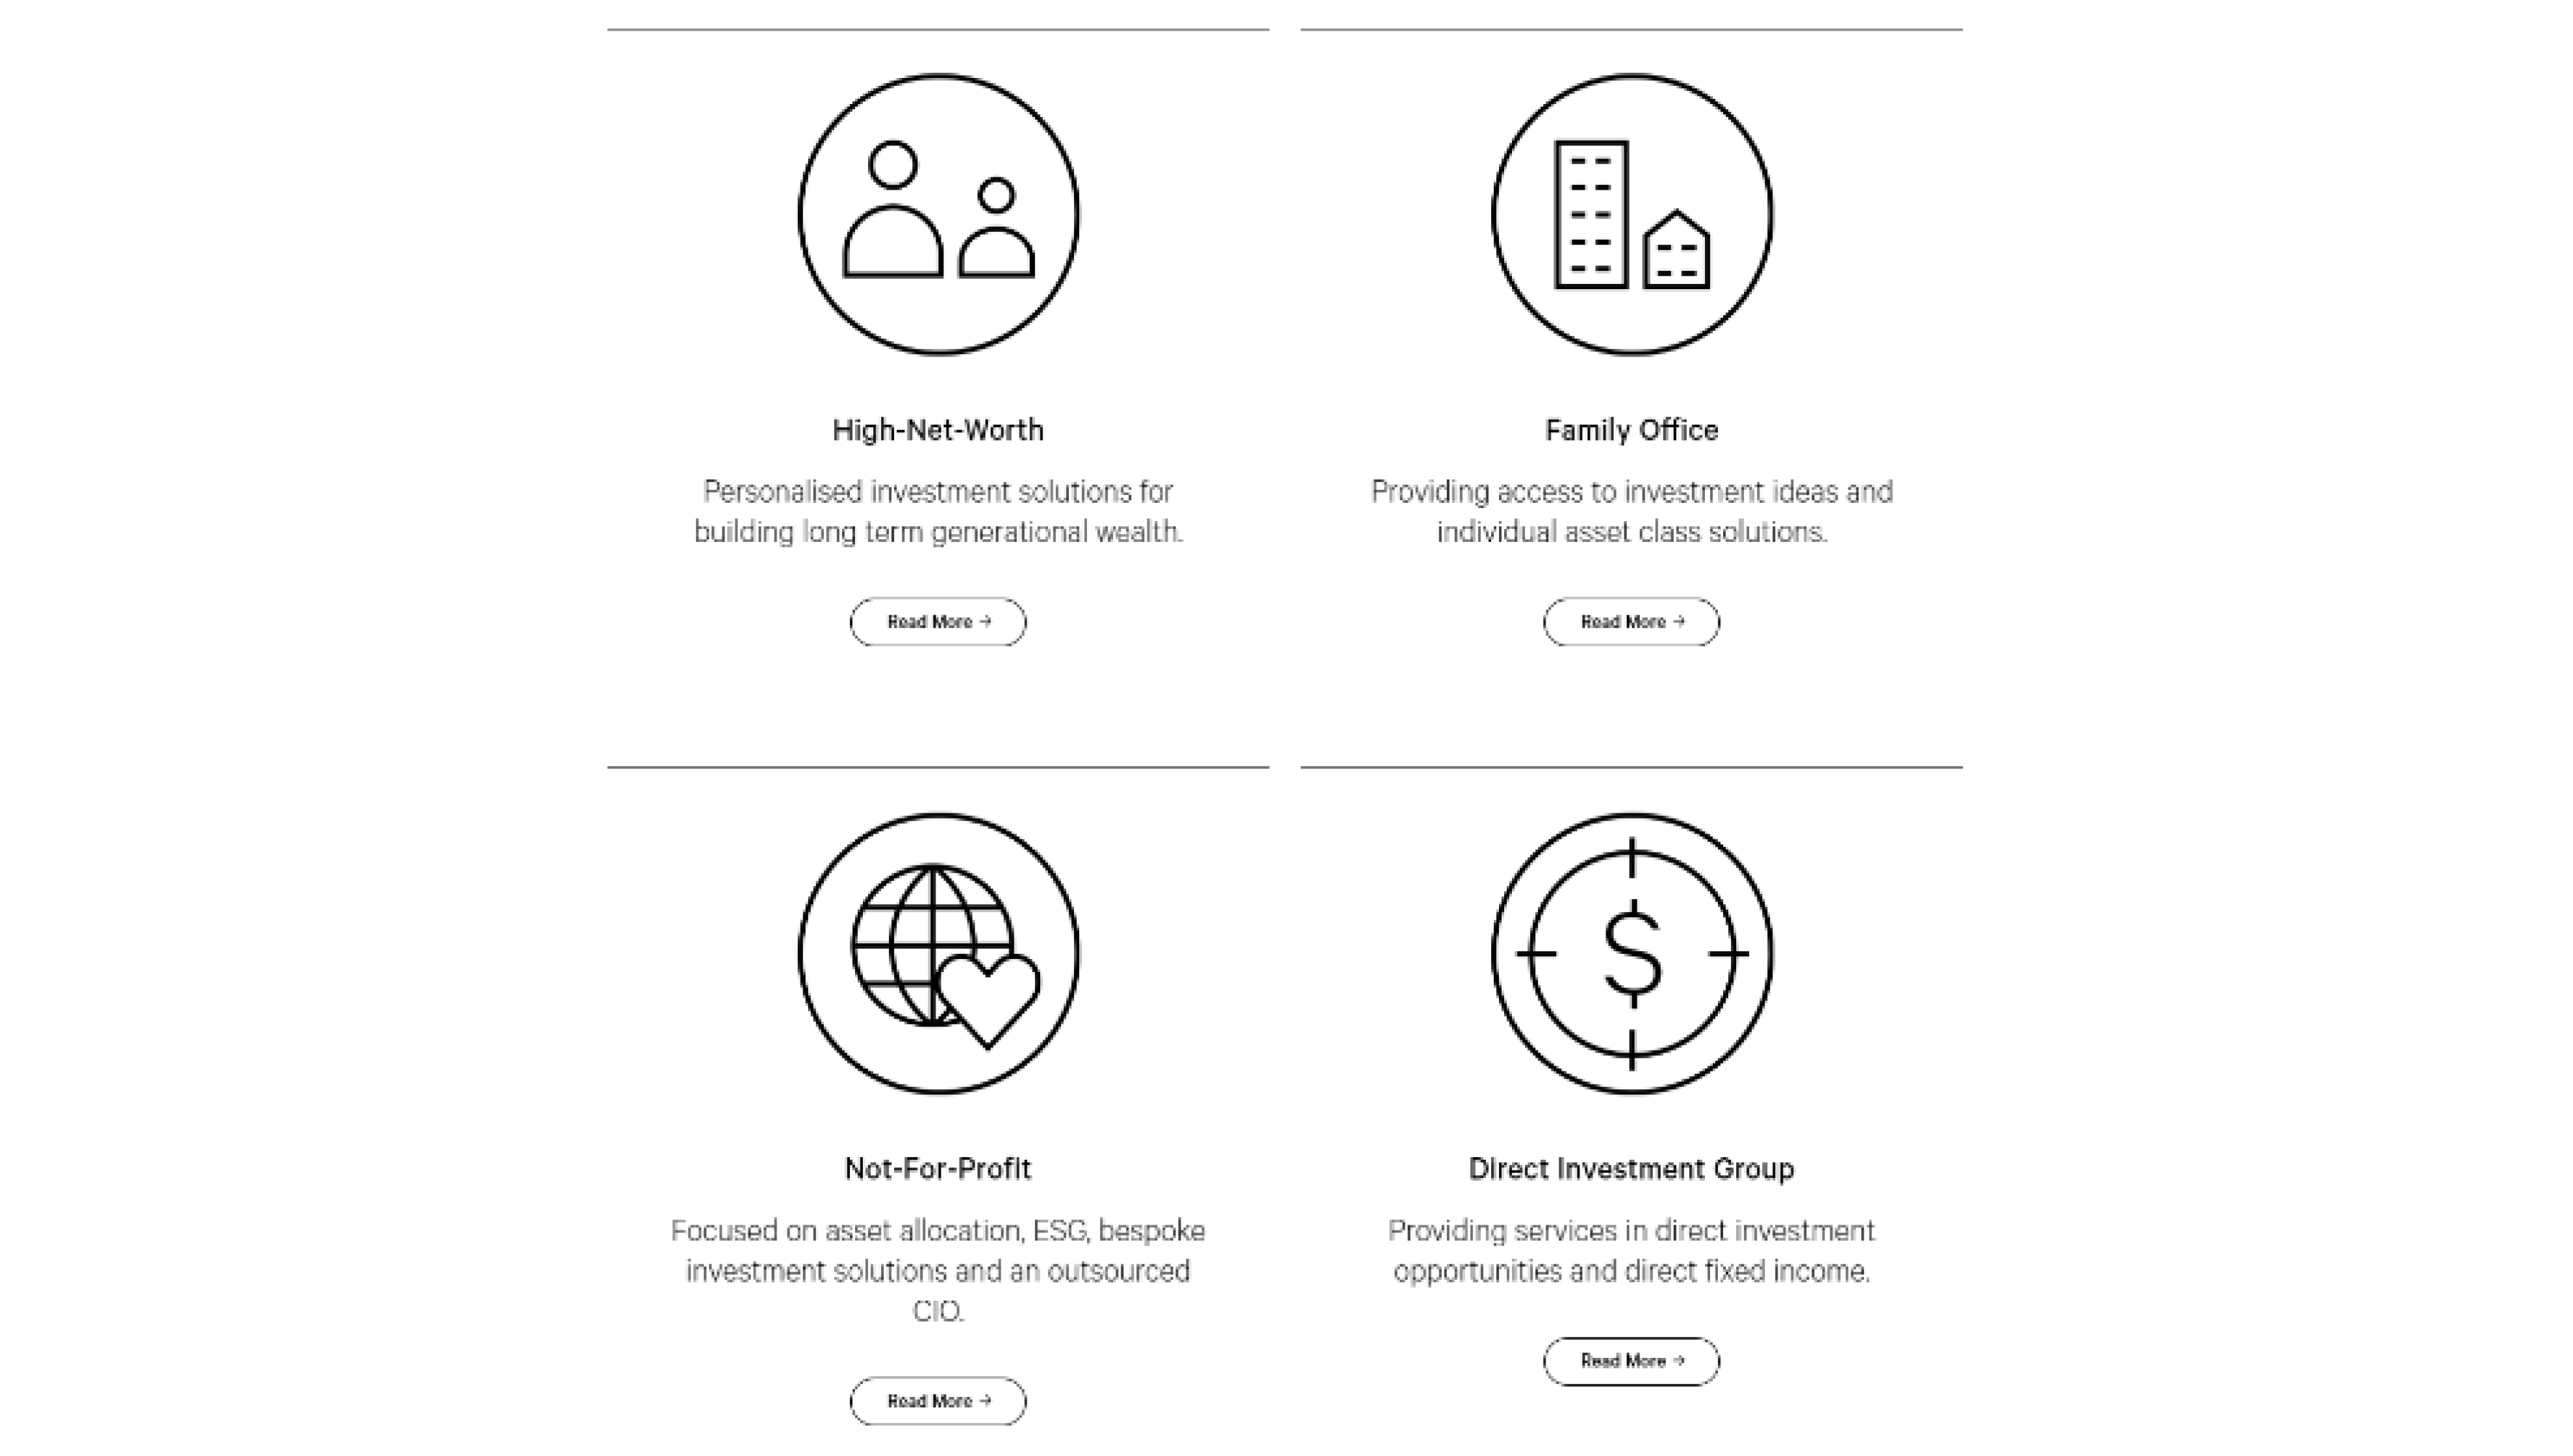 High-Net-Worth
Personalised investment solutions for
building long term generational wealth.
Read More →
Family Office
Providing access to investment ideas and
individual asset class solutions.
Read More →
Not-For-Profit
Focused on asset allocation, ESG, bespoke
investment solutions and an outsourced
CIO.
Read More →
$
Direct Investment Group
Providing services in direct investment
opportunities and direct fixed income.
Read More →